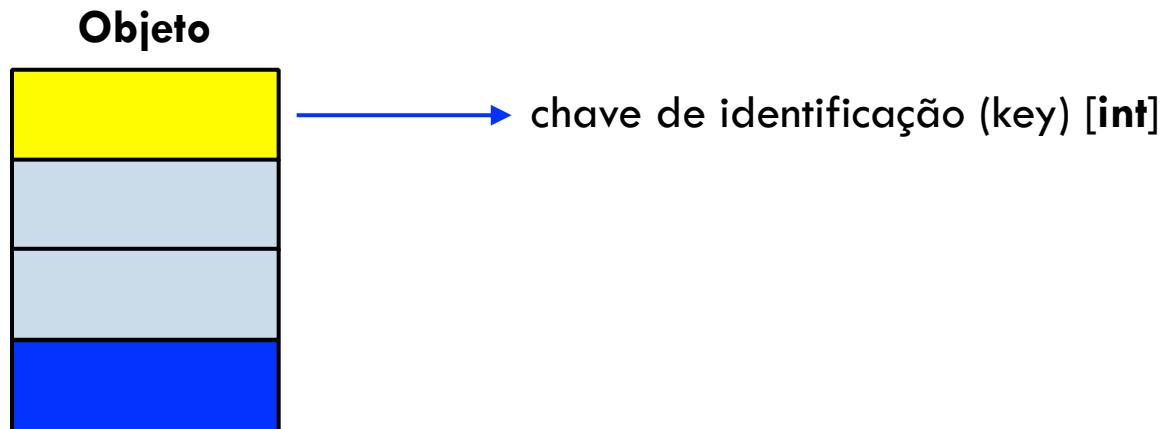 Objeto
chave de identificação (key) [int]